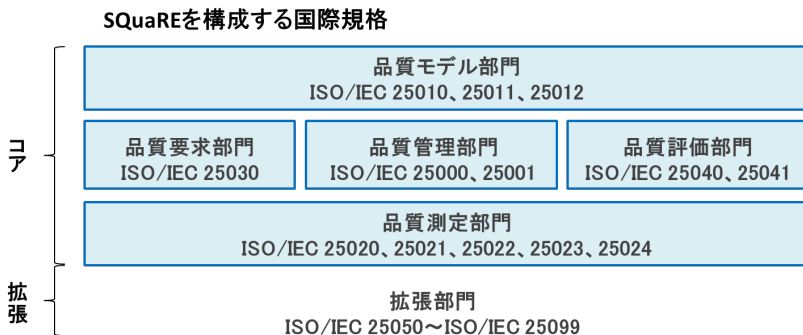 SQuaREを構成する国際規格
コア
品質モデル部門
ISO/IEC 25010、25011、25012
品質要求部門
ISO/IEC 25030
品質管理部門
ISO/IEC 25000、25001
品質評価部門
ISO/IEC 25040、25041
品質測定部門
ISO/IEC 25020、25021、25022、25023、25024
拡張
拡張部門
ISO/IEC 25050～ISO/IEC 25099